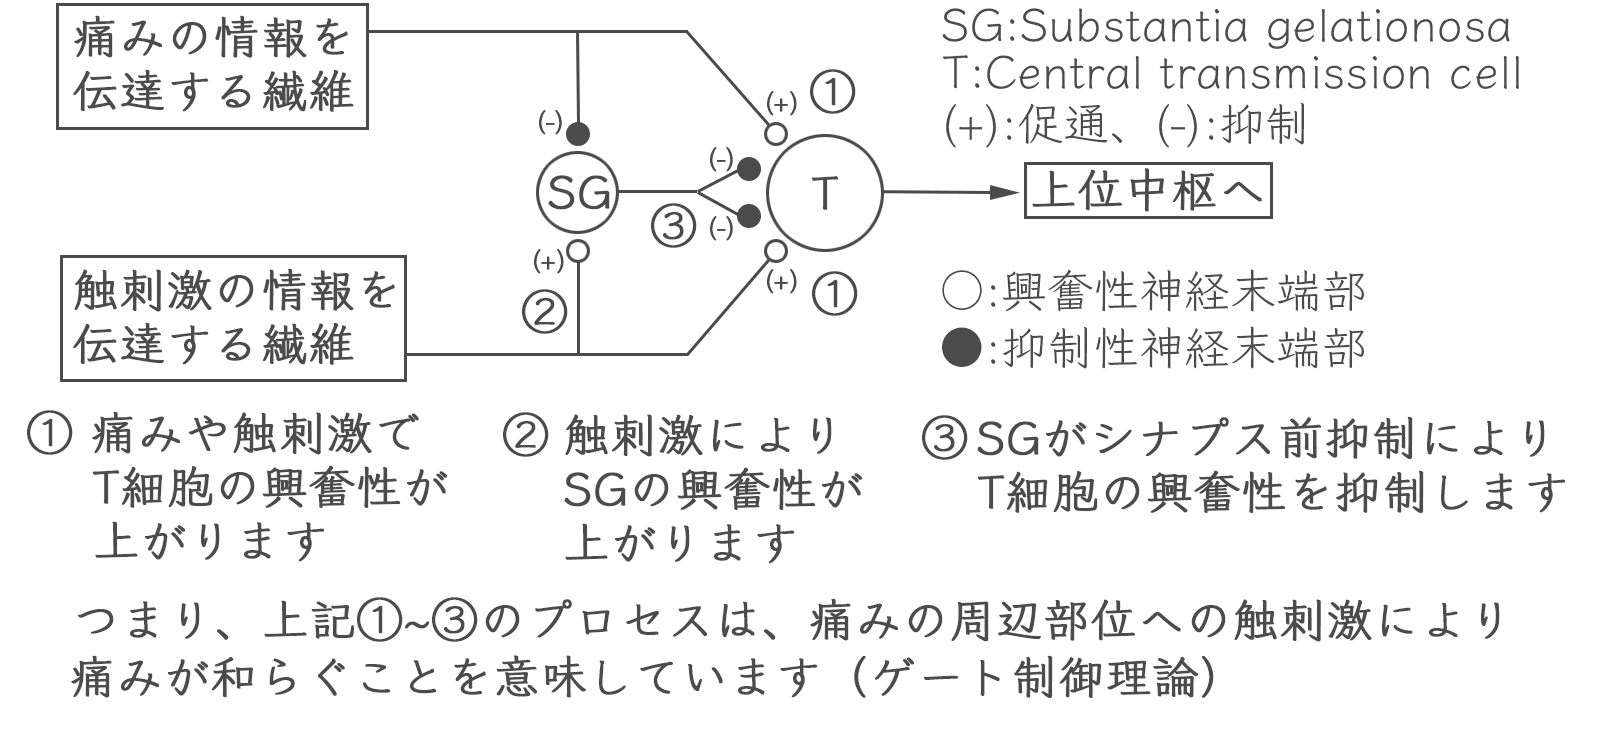 痛みの情報を
伝達する繊維
SG:Substantia gelationosa
T:Central transmission cell
(+):促通、(-):抑制
(+)
①
(-)
(-)
SG
T
上位中枢へ
③
(-)
(+)
(+)
①
②
触刺激の情報を
伝達する繊維
○:興奮性神経末端部
●:抑制性神経末端部
① 痛みや触刺激で
T細胞の興奮性が
上がります
② 触刺激により
SGの興奮性が
上がります
③SGがシナプス前抑制により
T細胞の興奮性を抑制します
つまり、上記①~③のプロセスは、痛みの周辺部位への触刺激により
痛みが和らぐことを意味しています（ゲート制御理論）